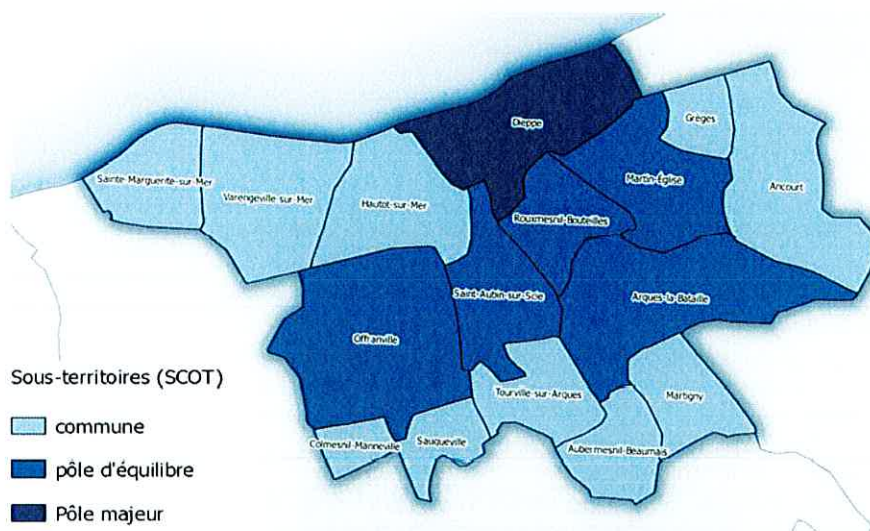 Dieppe
Grèges
Sainte-Marguerite-sur-Mer
Varengeville-sur-Mer
Hautot-sur-Mer
Martin-Église
Ancourt
Rouxmesnil-Bouteilles
Saint-Aubin-sur-Scie
Arques-la-Bataille
Offranville
Tourville-sur-Arques
Martigny
Colmesnil-Manneville
Sauqueville
Aubermesnil-Beaumais
Sous-territoires (SCOT)
commune
pôle d'équilibre
Pôle majeur